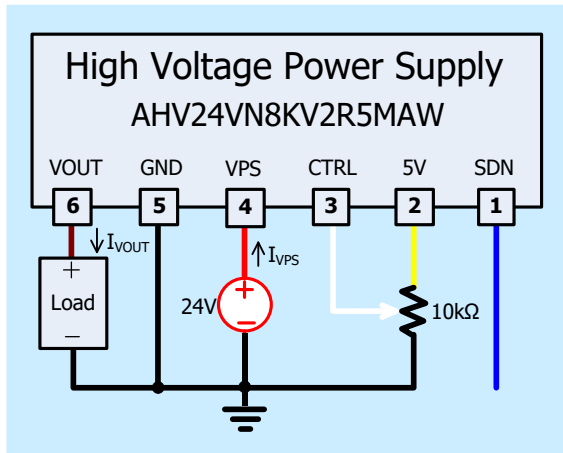 High Voltage Power Supply
AHV24VN8KV2R5MAW
VOUT GND VPS CTRL 5V SDN
6 5 4 3 2 1
↓ IVOUT ↑ IVPS
+
Load
−
+
24V
−
10kΩ